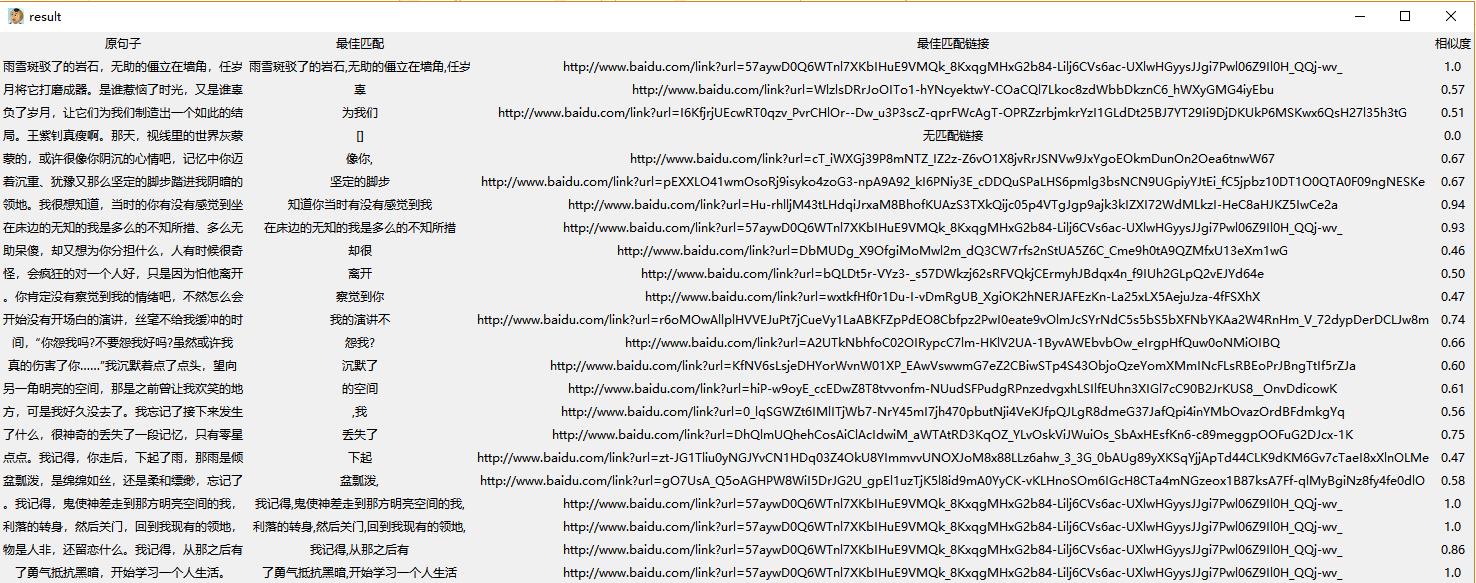 result
原句子 最佳匹配 最佳匹配链接 相似度
雨雪斑驳了的岩石，无助的偭立在墙角，任岁 雨雪斑驳了的岩石,无助的偭立在墙角,任岁 http://www.baidu.com/link?url=57aywD0Q6WTnl7XKbIHuE9VMQk_8KxqgMHxG2b84-Lilj6CVs6ac-UXlwHGyysJJgi7Pwl06Z9Il0H_QQj-wv_ 1.0
月将它打磨成器。是谁惹恼了时光，又是谁辜 辜 http://www.baidu.com/link?url=WlzlsDRrJoOITo1-hYNcyektwY-COaCQl7Lkoc8zdWbbDkznC6_hWXyGMG4iyEbu 0.57
负了岁月，让它们为我们制造出一个如此的结 为我们 http://www.baidu.com/link?url=I6KfjrjUEcwRT0qzv_PvrCHlOr--Dw_u3P3scZ-qprFWcAgT-OPRZzrbjmkrYzI1GLdDt25BJ7YT29Ii9DjDKUkP6MSKwx6QsH27l35h3tG 0.51
局。王紫钊真瘦啊。那天，视线里的世界灰蒙 [] 无匹配链接 0.0
蒙的，或许很像你阴沉的心情吧，记忆中你迈 像你, http://www.baidu.com/link?url=cT_iWXGj39P8mNTZ_IZ2z-Z6vO1X8jvRrJSNVw9JxYgoEOkmDunOn2Oea6tnwW67 0.67
着沉重、犹豫又那么坚定的脚步踏进我阴暗的 坚定的脚步 http://www.baidu.com/link?url=pEXXLO41wmOsoRj9isyko4zoG3-npA9A92_kI6PNiy3E_cDDQuSPaLHS6pmlg3bsNCN9UGpiyYJtEi_fC5jpbz10DT1O0QTA0F09ngNESKe 0.67
领地。我很想知道，当时的你有没有感觉到坐 知道你当时有没有感觉到我 http://www.baidu.com/link?url=Hu-rhlljM43tLHdqiJrxaM8BhofKUAzS3TXkQijc05p4VTgJgp9ajk3kIZXI72WdMLkzI-HeC8aHJKZ5IwCe2a 0.94
在床边的无知的我是多么的不知所措、多么无 在床边的无知的我是多么的不知所措 http://www.baidu.com/link?url=57aywD0Q6WTnl7XKbIHuE9VMQk_8KxqgMHxG2b84-Lilj6CVs6ac-UXlwHGyysJJgi7Pwl06Z9Il0H_QQj-wv_ 0.93
助呆傻，却又想为你分担什么，人有时候很奇 却很 http://www.baidu.com/link?url=DbMUDg_X9OfgiMoMwl2m_dQ3CW7rfs2nStUA5Z6C_Cme9h0tA9QZMfxU13eXm1wG 0.46
怪，会疯狂的对一个人好，只是因为怕他离开 离开 http://www.baidu.com/link?url=bQLDt5r-VYz3-_s57DWkzj62sRFVQkjCErmyhJBdqx4n_f9IUh2GLpQ2vEJYd64e 0.50
。你肯定没有察觉到我的情绪吧，不然怎么会 察觉到你 http://www.baidu.com/link?url=wxtkfHf0r1Du-I-vDmRgUB_XgiOK2hNERJAFEzKn-La25xLX5AejuJza-4fFSXhX 0.47
开始没有开场白的演讲，丝毫不给我缓冲的时 我的演讲不 http://www.baidu.com/link?url=r6oMOwAllplHVVEJuPt7jCueVy1LaABKFZpPdEO8Cbfpz2PwI0eate9vOlmJcSYrNdC5s5bS5bXFNbYKAa2W4RnHm_V_72dypDerDCLJw8m 0.74
间，“你怨我吗?不要怨我好吗?虽然或许我 怨我? http://www.baidu.com/link?url=A2UTkNbhfoC02OIRypcC7lm-HKlV2UA-1ByvAWEbvbOw_eIrgpHfQuw0oNMiOIBQ 0.66
真的伤害了你……”我沉默着点了点头，望向 沉默了 http://www.baidu.com/link?url=KfNV6sLsjeDHYorWvnW01XP_EAwVswwmG7eZ2CBiwSTp4S43ObjoQzeYomXMmINcFLsRBEoPrJBngTtIf5rZJa 0.60
另一角明亮的空间，那是之前曾让我欢笑的地 的空间 http://www.baidu.com/link?url=hiP-w9oyE_ccEDwZ8T8tvvonfm-NUudSFPudgRPnzedvgxhLSIlfEUhn3XIGl7cC90B2JrKUS8__OnvDdicowK 0.61
方，可是我好久没去了。我忘记了接下来发生 ,我 http://www.baidu.com/link?url=0_lqSGWZt6IMlITjWb7-NrY45mI7jh470pbutNji4VeKJfpQJLgR8dmeG37JafQpi4inYMbOvazOrdBFdmkgYq 0.56
了什么，很神奇的丢失了一段记忆，只有零星 丢失了 http://www.baidu.com/link?url=DhQlmUQhehCosAiClAcIdwiM_aWTAtRD3KqOZ_YLvOskViJWuiOs_SbAxHEsfKn6-c89meggpOOFuG2DJcx-1K 0.75
点点。我记得，你走后，下起了雨，那雨是倾 下起 http://www.baidu.com/link?url=zt-JG1Tliu0yNGJYvCN1HDq03Z4OkU8YImmvvUNOXJoM8x88LLz6ahw_3_3G_0bAUg89yXKSqYjjApTd44CLK9dKM6Gv7cTaeI8xXlnOLMe 0.47
盆瓢泼，是绵绵如丝，还是柔和缥缈，忘记了 盆瓢泼, http://www.baidu.com/link?url=gO7UsA_Q5oAGHPW8WiI5DrJG2U_gpEl1uzTjK5l8id9mA0YyCK-vKLHnoSOm6IGcH8CTa4mNGzeox1B87ksA7Ff-qlMyBgiNz8fy4fe0dlO 0.58
。我记得，鬼使神差走到那方明亮空间的我， 我记得,鬼使神差走到那方明亮空间的我, http://www.baidu.com/link?url=57aywD0Q6WTnl7XKbIHuE9VMQk_8KxqgMHxG2b84-Lilj6CVs6ac-UXlwHGyysJJgi7Pwl06Z9Il0H_QQj-wv_ 1.0
利落的转身，然后关门，回到我现有的领地， 利落的转身,然后关门,回到我现有的领地, http://www.baidu.com/link?url=57aywD0Q6WTnl7XKbIHuE9VMQk_8KxqgMHxG2b84-Lilj6CVs6ac-UXlwHGyysJJgi7Pwl06Z9Il0H_QQj-wv_ 1.0
物是人非，还留恋什么。我记得，从那之后有 我记得,从那之后有 http://www.baidu.com/link?url=57aywD0Q6WTnl7XKbIHuE9VMQk_8KxqgMHxG2b84-Lilj6CVs6ac-UXlwHGyysJJgi7Pwl06Z9Il0H_QQj-wv_ 0.86
了勇气抵抗黑暗，开始学习一个人生活。 了勇气抵抗黑暗,开始学习一个人生活 http://www.baidu.com/link?url=57aywD0Q6WTnl7XKbIHuE9VMQk_8KxqgMHxG2b84-Lilj6CVs6ac-UXlwHGyysJJgi7Pwl06Z9Il0H_QQj-wv_ 1.0